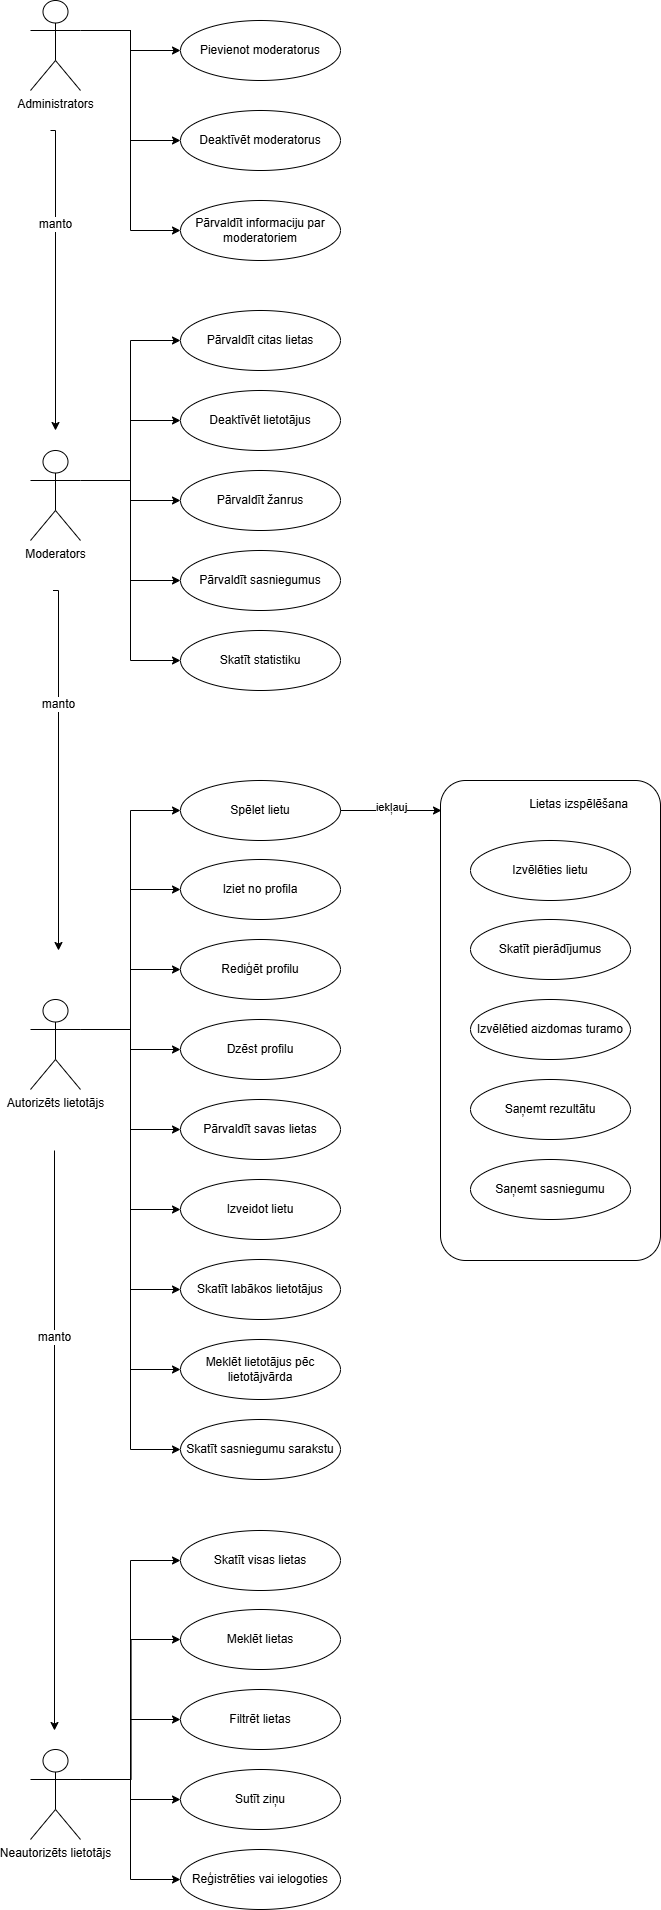 Pievienot moderatorus
Administrators
Deaktīvēt moderatorus
manto
Pārvaldīt informaciju par
moderatoriem
Pārvaldīt citas lietas
Deaktīvēt lietotājus
Pārvaldīt žanrus
Moderators
Pārvaldīt sasniegumus
Skatīt statistiku
manto
Spēlet lietu
iekļauj
Lietas izspēlēšana
Izvēlēties lietu
Iziet no profila
Skatīt pierādījumus
Rediģēt profilu
Izvēlētied aizdomas turamo
Dzēst profilu
Autorizēts lietotājs
Saņemt rezultātu
Pārvaldīt savas lietas
Saņemt sasniegumu
Izveidot lietu
Skatīt labākos lietotājus
manto
Meklēt lietotājus pēc
lietotājvārda
Skatīt sasniegumu sarakstu
Skatīt visas lietas
Meklēt lietas
Filtrēt lietas
Sutīt ziņu
Neautorizēts lietotājs
Reģistrēties vai ielogoties